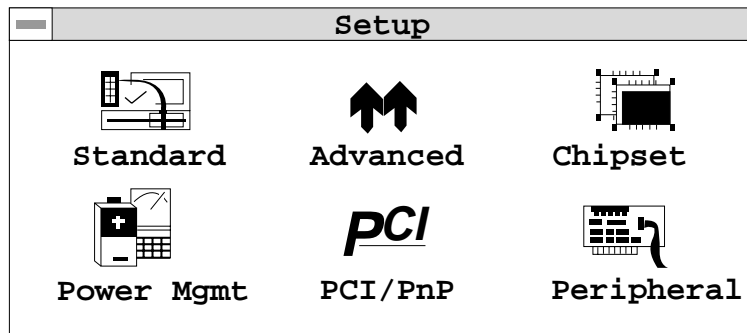 Setup
Standard Advanced Chipset
PCI
Power Mgmt PCI/PnP Peripheral